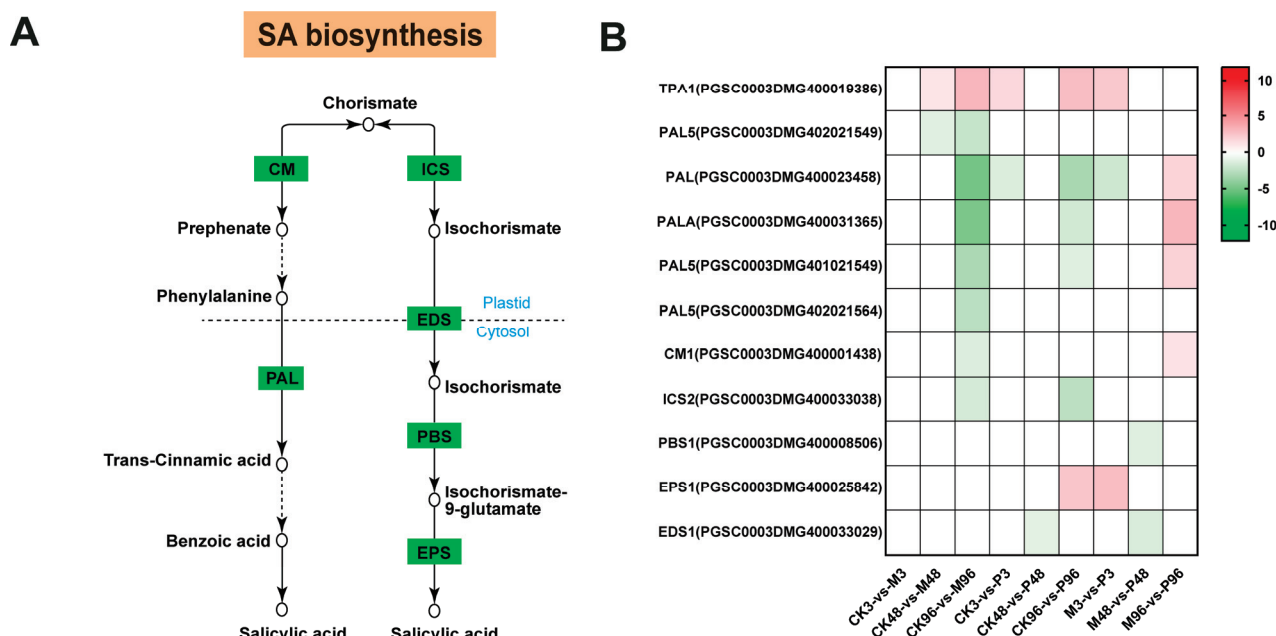 A
SA biosynthesis
Chorismate
CM
ICS
Prephenate
Isochorismate
Phenylalanine
Plastid
EDS
Cytosol
PAL
Isochorismate
PBS
Trans-Cinnamic acid
Isochorismate-
9-glutamate
Benzoic acid
EPS
Salicylic acid
Salicylic acid
B
TPA1(PGSC0003DMG400019386)
PAL5(PGSC0003DMG402021549)
PAL(PGSC0003DMG400023458)
PALA(PGSC0003DMG400031365)
PAL5(PGSC0003DMG401021549)
PAL5(PGSC0003DMG402021564)
CM1(PGSC0003DMG400001438)
ICS2(PGSC0003DMG400033038)
PBS1(PGSC0003DMG400008506)
EPS1(PGSC0003DMG400025842)
EDS1(PGSC0003DMG400033029)
CK3-vs-M3
CK48-vs-M48
CK96-vs-M96
CK3-vs-P3
CK48-vs-P48
CK96-vs-P96
M3-vs-P3
M48-vs-P48
M96-vs-P96
10
5
0
-5
-10